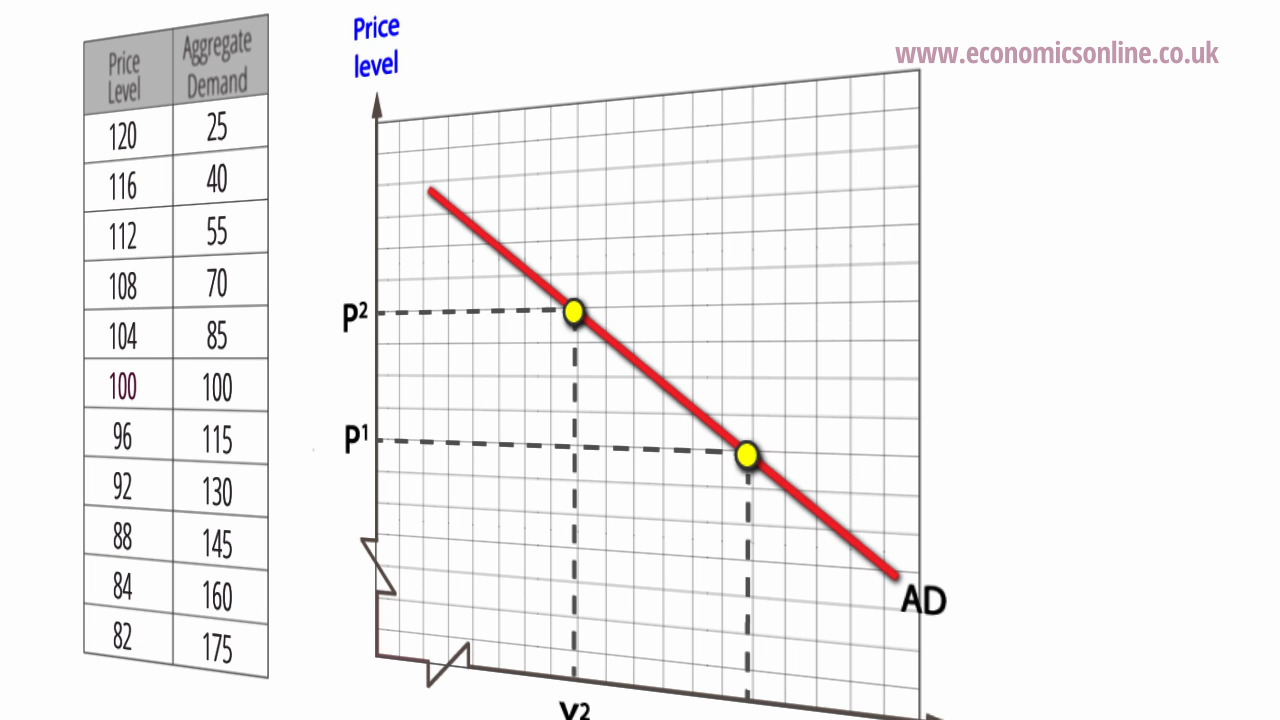 www.economicsonline.co.uk
Price Level Aggregate Demand
120 25
116 40
112 55
108 70
104 85
100 100
96 115
92 130
88 145
84 160
82 175
Price
level
P²
P¹
AD